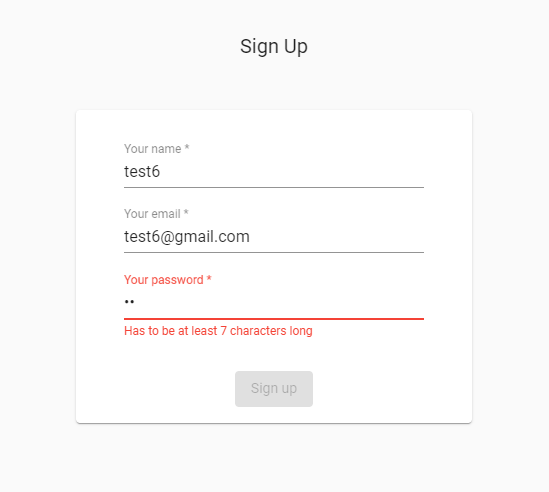 Sign Up
Your name *
test6
Your email *
test6@gmail.com
Your password *
••
Has to be at least 7 characters long
Sign up